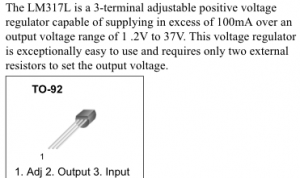 The LM317L is a 3-terminal adjustable positive voltage
regulator capable of supplying in excess of 100mA over an
output voltage range of 1 .2V to 37V. This voltage regulator
is exceptionally easy to use and requires only two external
resistors to set the output voltage.
TO-92
1
1. Adj 2. Output 3. Input